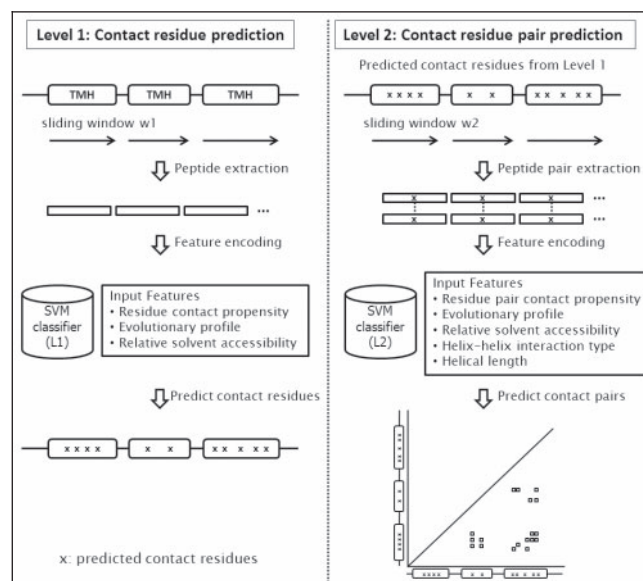 Level 1: Contact residue prediction
TMH TMH TMH
sliding window w1
Peptide extraction
...
Feature encoding
SVM
classifier
(L1)
Input Features
• Residue contact propensity
• Evolutionary profile
• Relative solvent accessibility
Predict contact residues
x x x x x x x x x x x
x: predicted contact residues
Level 2: Contact residue pair prediction
Predicted contact residues from Level 1
x x x x x x x x x x x
sliding window w2
Peptide pair extraction
x x x ...
x x x ...
Feature encoding
SVM
classifier
(L2)
Input Features
• Residue pair contact propensity
• Evolutionary profile
• Relative solvent accessibility
• Helix-helix interaction type
• Helical length
Predict contact pairs